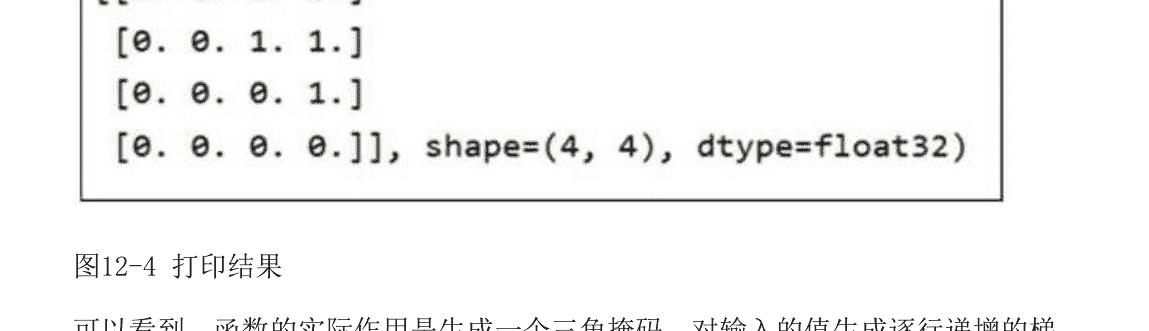 [0. 0. 1. 1.]
[0. 0. 0. 1.]
[0. 0. 0. 0.]], shape=(4, 4), dtype=float32)
图12-4 打印结果
可以看到，函数的实际作用是生成一个三角掩码，对输入的值生成逐行递增的梯